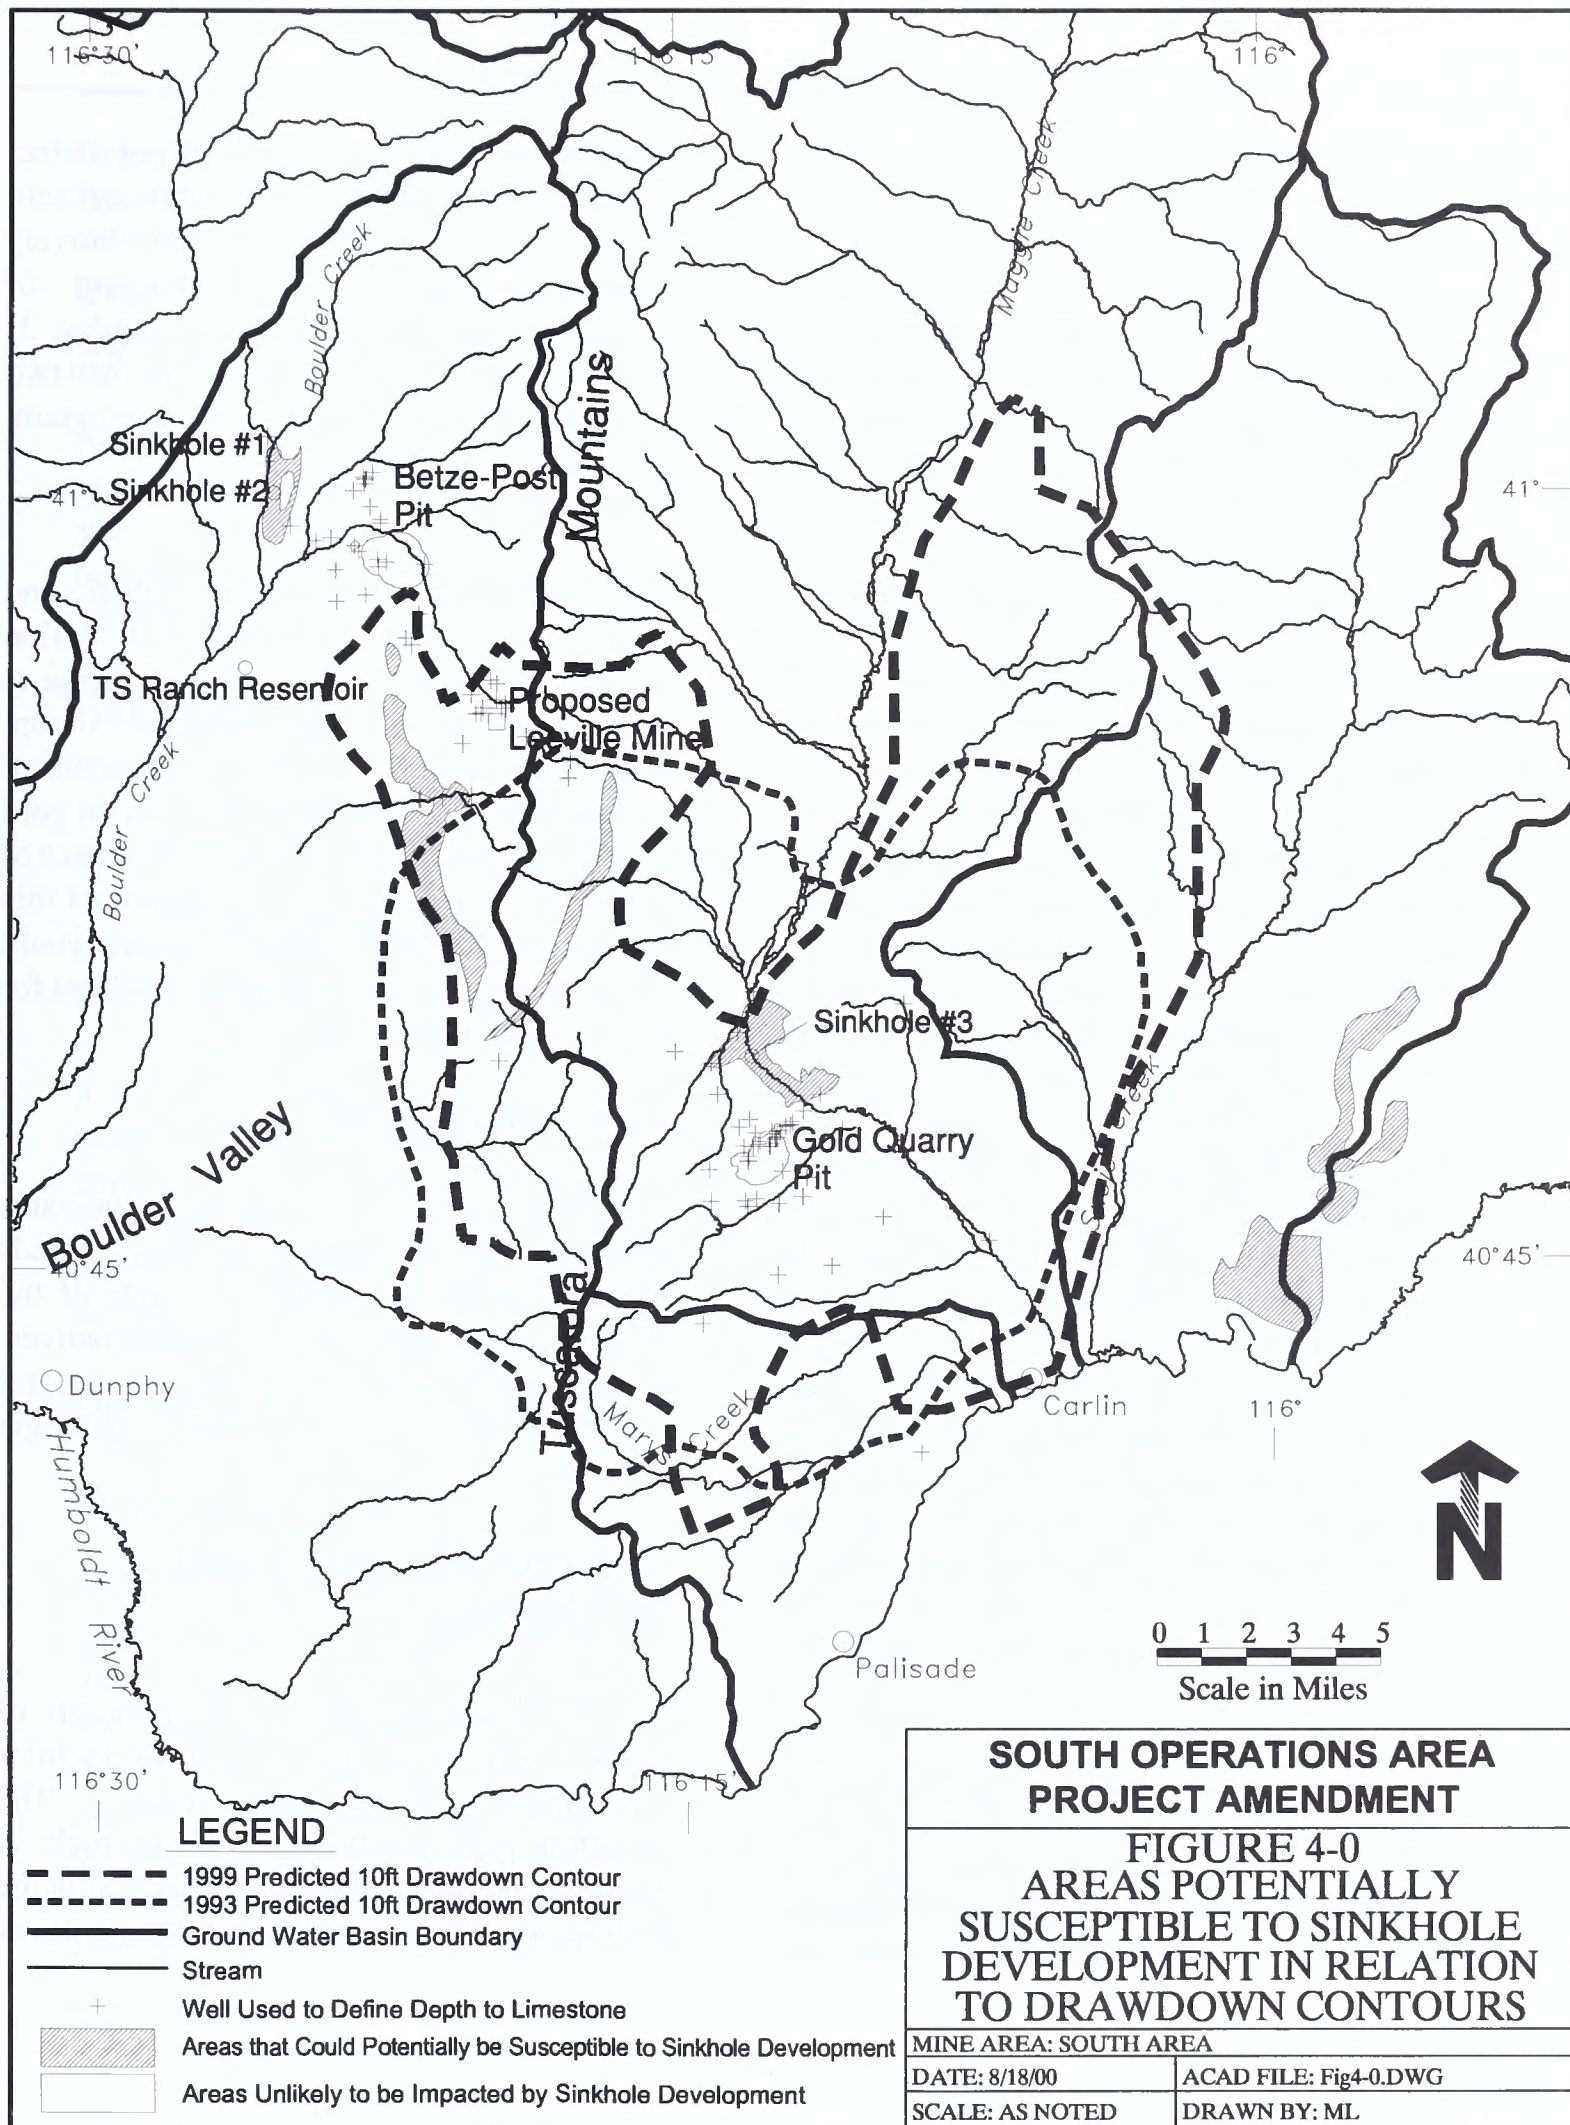 116°30'
116°15'
116°
Maggie Creek
Boulder Creek
Mountains
Sinkhole #1
Sinkhole #2
41°
Betze-Post
Pit
41°
TS Ranch Reservoir
Proposed
Leeville Mine
Boulder Creek
Sinkhole #3
Susie Creek
Gold Quarry
Pit
Boulder Valley
40°45'
40°45'
Tuscarora
Dunphy
Marys Creek
Carlin
116°
Humboldt River
N
Palisade
0 1 2 3 4 5
Scale in Miles
116°30'
116°15'
LEGEND
1999 Predicted 10ft Drawdown Contour
1993 Predicted 10ft Drawdown Contour
Ground Water Basin Boundary
Stream
Well Used to Define Depth to Limestone
Areas that Could Potentially be Susceptible to Sinkhole Development
Areas Unlikely to be Impacted by Sinkhole Development
SOUTH OPERATIONS AREA
PROJECT AMENDMENT
FIGURE 4-0
AREAS POTENTIALLY
SUSCEPTIBLE TO SINKHOLE
DEVELOPMENT IN RELATION
TO DRAWDOWN CONTOURS
MINE AREA: SOUTH AREA
DATE: 8/18/00
ACAD FILE: Fig4-0.DWG
SCALE: AS NOTED
DRAWN BY: ML